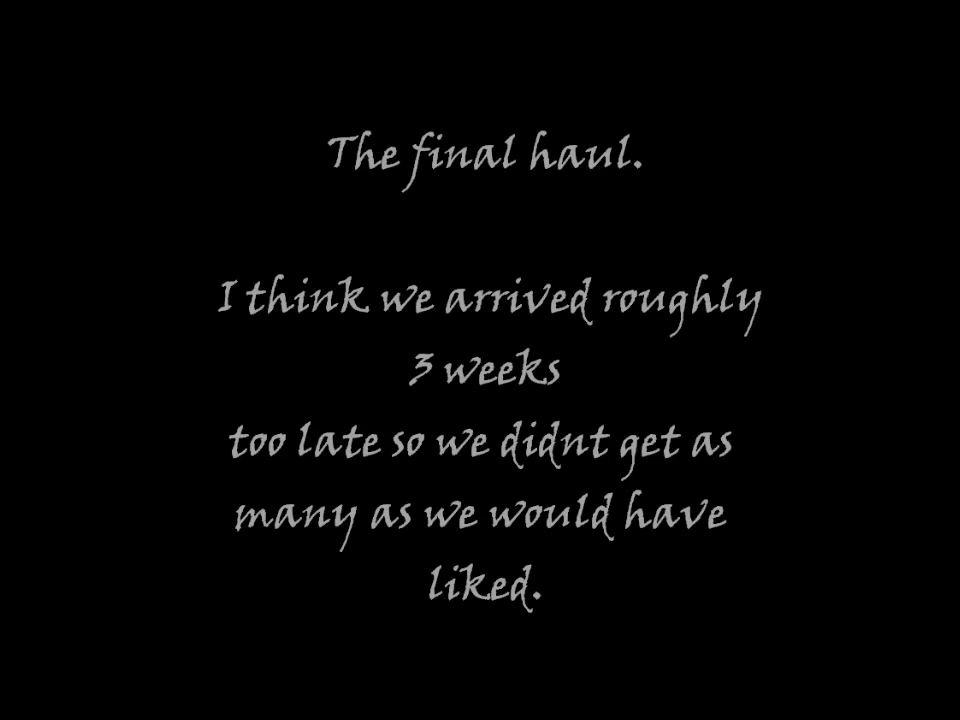 The final haul.
I think we arrived roughly
3 weeks
too late so we didnt get as
many as we would have
liked.